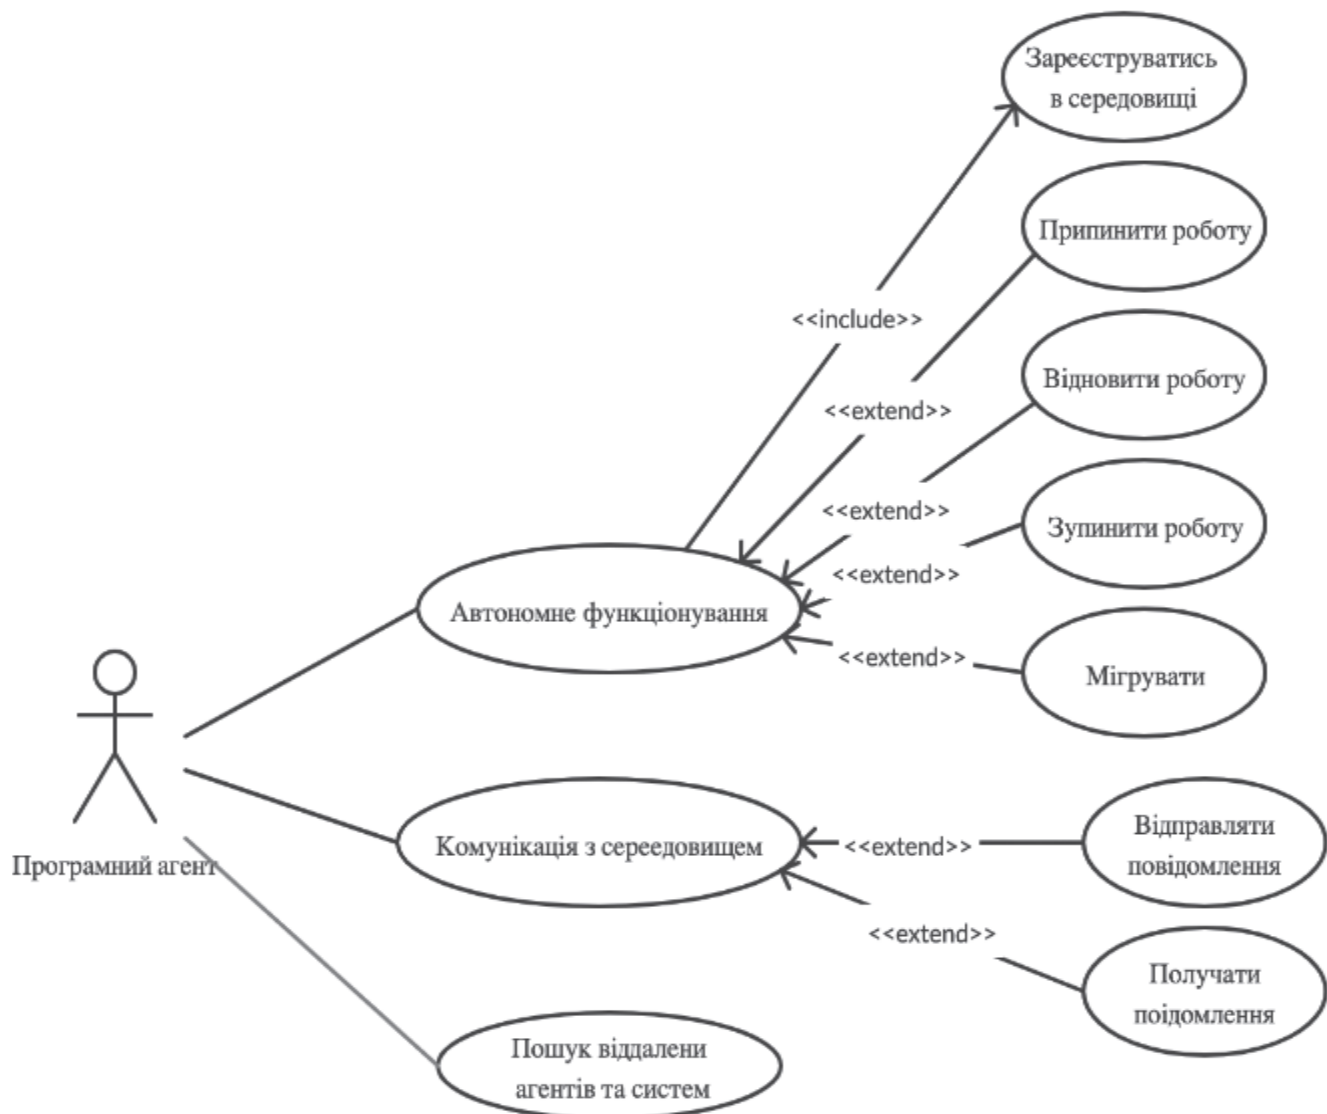 Зареєструватись
в середовищі
Припинити роботу
<<include>>
Відновити роботу
<<extend>>
<<extend>>
Зупинити роботу
<<extend>>
Автономне функціонування
<<extend>>
Мігрувати
Програмний агент
Комунікація з сереедовищем
<<extend>>
Відправляти
повідомлення
<<extend>>
Получати
поідомлення
Пошук віддалени
агентів та систем